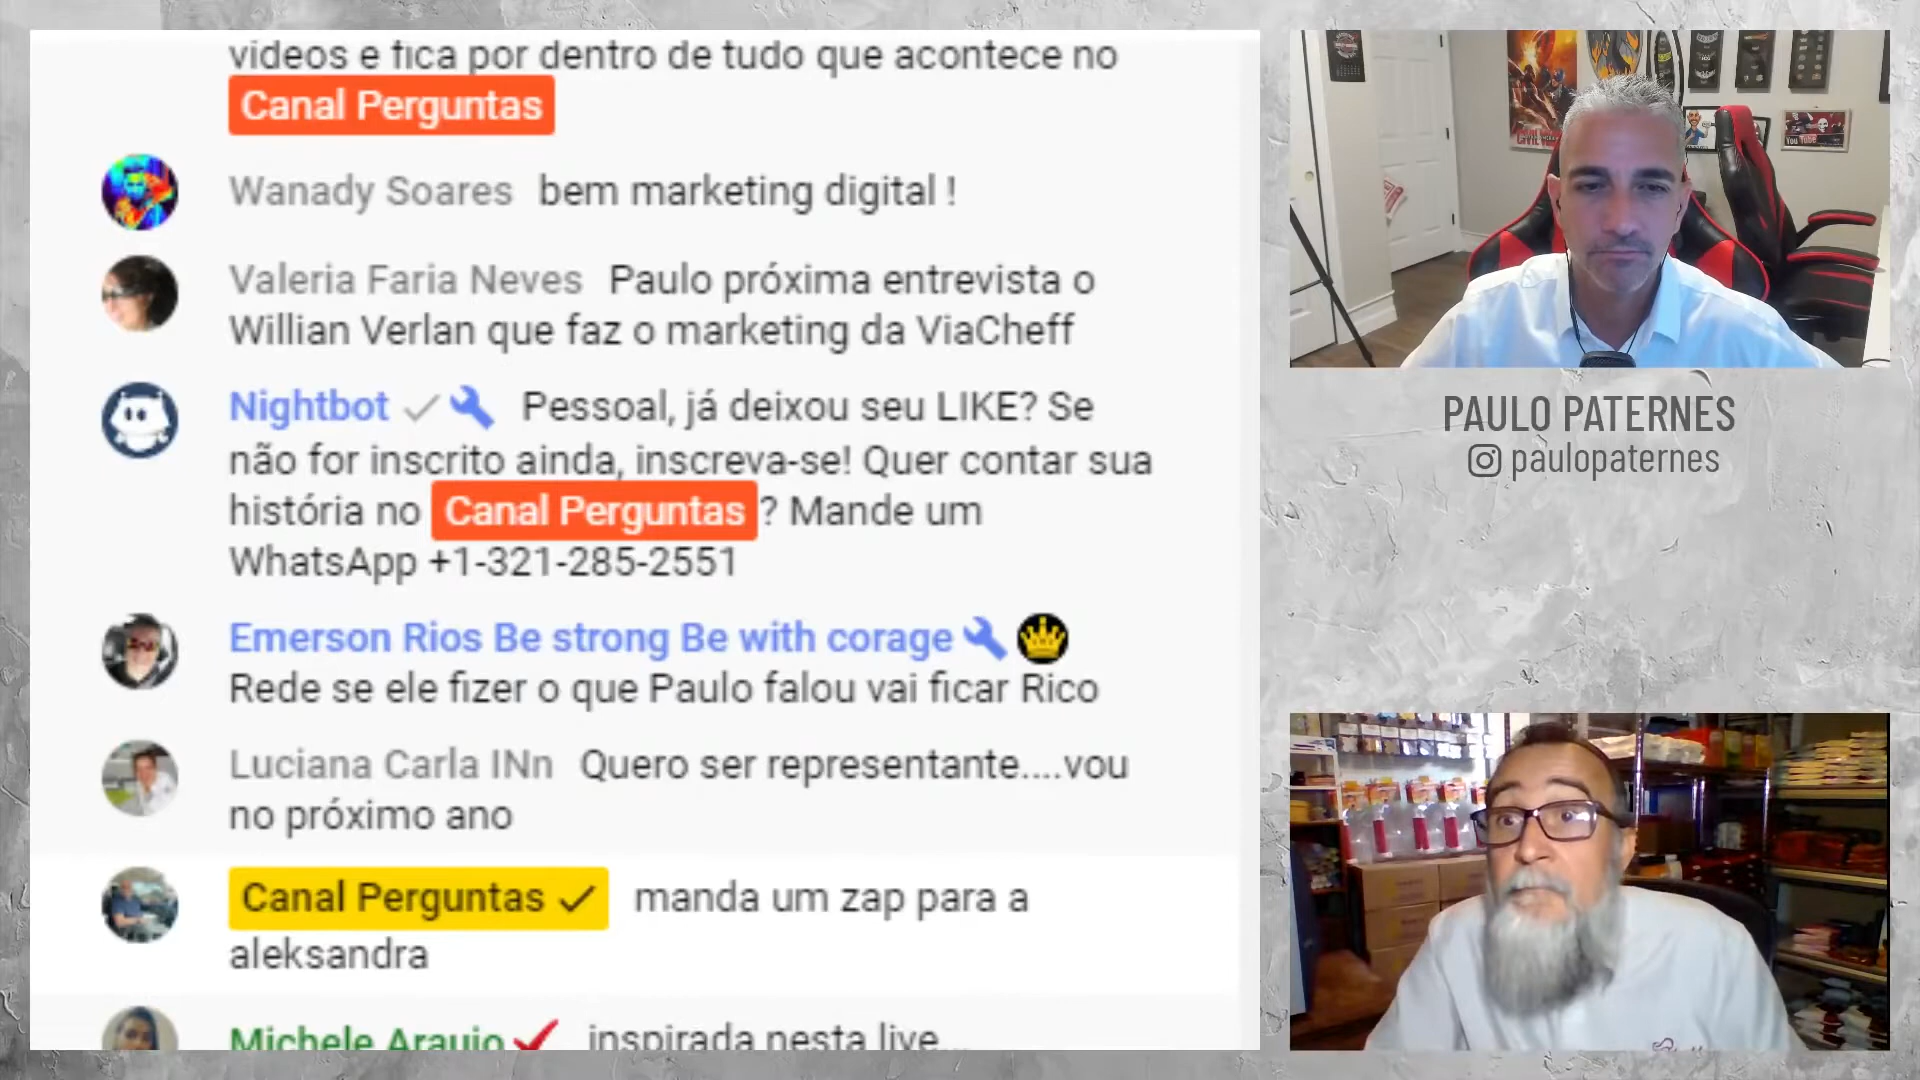 videos e fica por dentro de tudo que acontece no
Canal Perguntas
Wanady Soares bem marketing digital !
Valeria Faria Neves Paulo próxima entrevista o
Willian Verlan que faz o marketing da ViaCheff
Nightbot Pessoal, já deixou seu LIKE? Se
não for inscrito ainda, inscreva-se! Quer contar sua
história no Canal Perguntas ? Mande um
WhatsApp +1-321-285-2551
Emerson Rios Be strong Be with corage
Rede se ele fizer o que Paulo falou vai ficar Rico
Luciana Carla INn Quero ser representante....vou
no próximo ano
Canal Perguntas manda um zap para a
aleksandra
Michele Araujo inspirada nesta live...
PAULO PATERNES
paulopaternes
You Tube